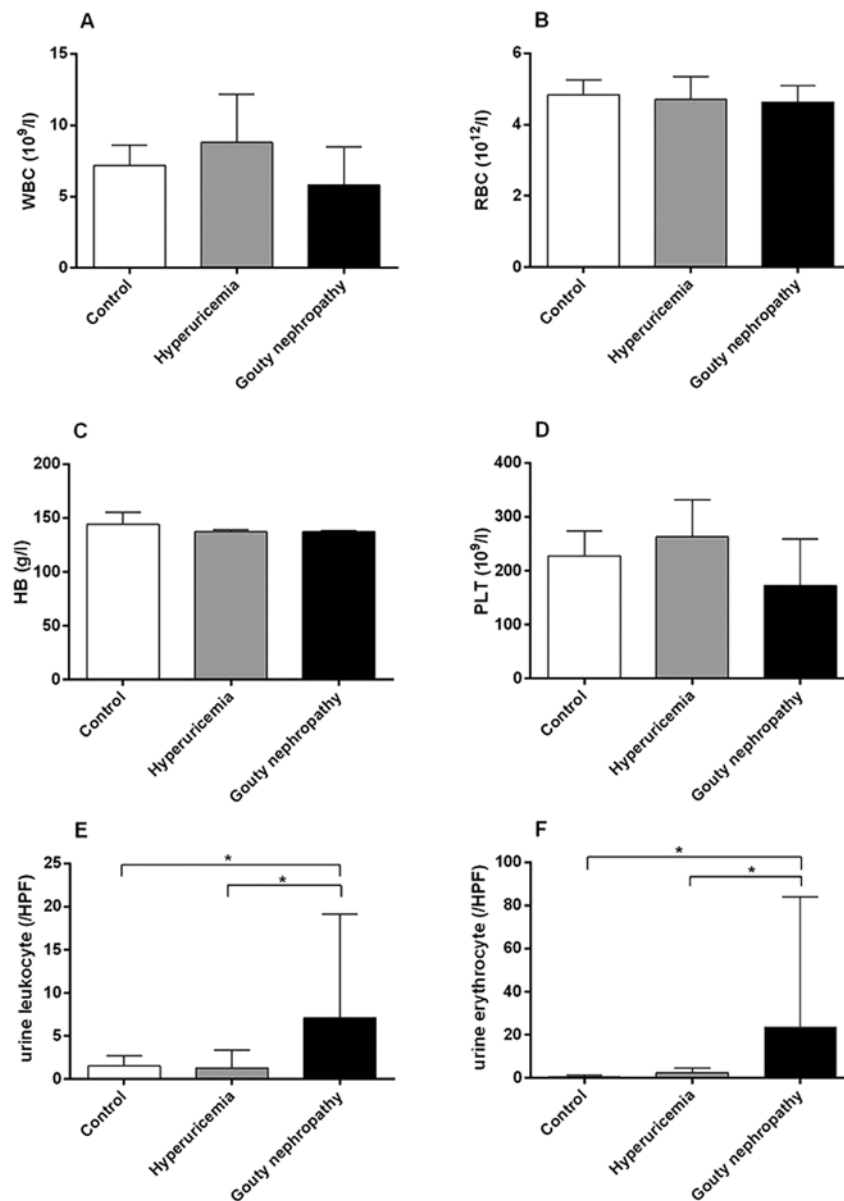 A
WBC (10⁹/l)
15
10
5
0
Control
Hyperuricemia
Gouty nephropathy
B
RBC (10¹²/l)
6
4
2
0
Control
Hyperuricemia
Gouty nephropathy
C
HB (g/l)
200
150
100
50
0
Control
Hyperuricemia
Gouty nephropathy
D
PLT (10⁹/l)
400
300
200
100
0
Control
Hyperuricemia
Gouty nephropathy
E
urine leukocyte (/HPF)
25
20
15
10
5
0
*
*
Control
Hyperuricemia
Gouty nephropathy
F
urine erythrocyte (/HPF)
100
80
60
40
20
0
*
*
Control
Hyperuricemia
Gouty nephropathy